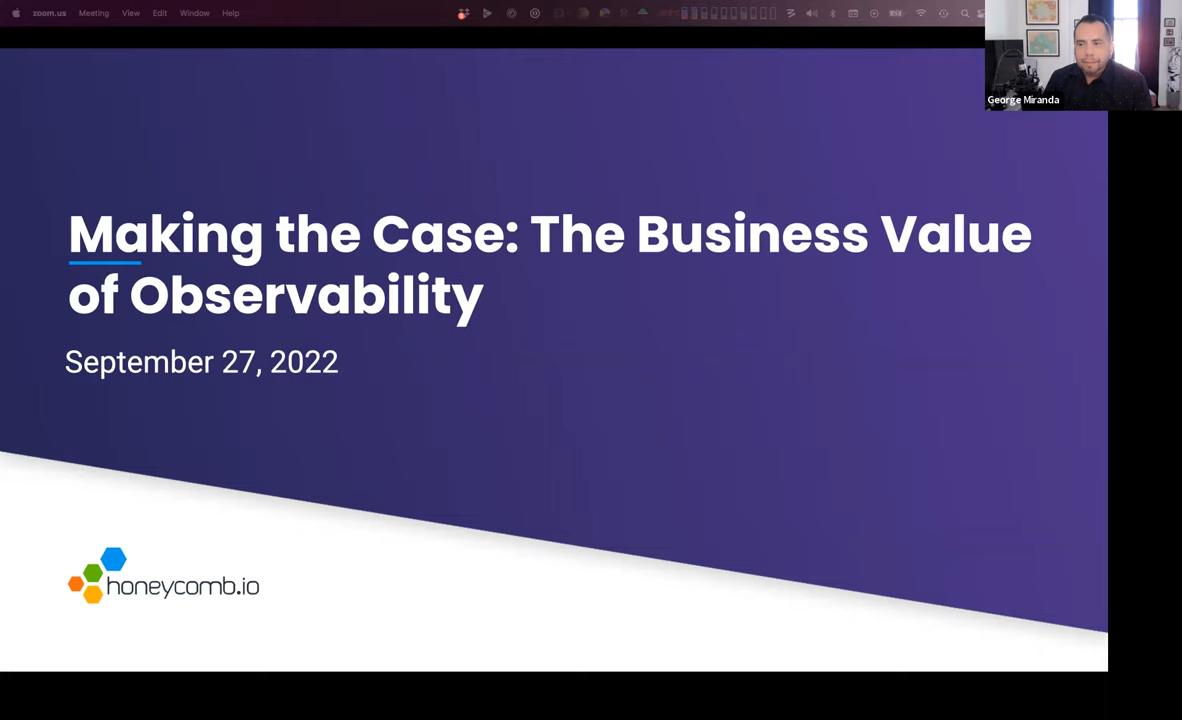 zoom.us Meeting View Edit Window Help
George Miranda
Making the Case: The Business Value
of Observability
September 27, 2022
honeycomb.io